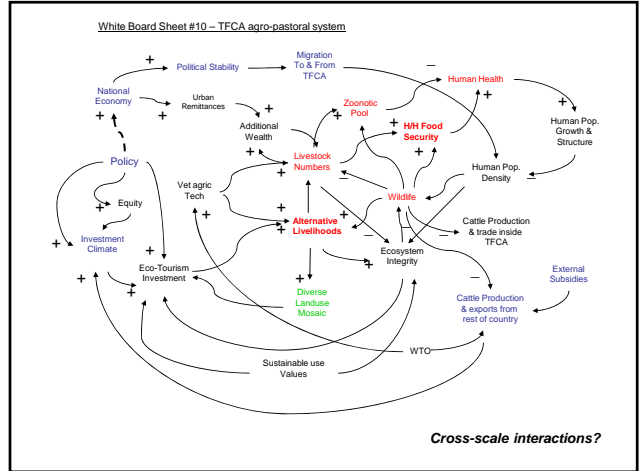 White Board Sheet #10 – TFCA agro-pastoral system
+
Political Stability
Migration
To & From
TFCA
–
Human Health
National
Economy
+
+
Urban
Remittances
+
Zoonotic
Pool
+
+
+
Additional
Wealth
+
H/H Food
Security
+
Human Pop.
Growth &
Structure
Policy
+
Livestock
Numbers
+
+
–
Human Pop.
Density
–
Vet agric
Tech
+
–
Wildlife
–
+
Equity
+
+
Alternative
Livelihoods
+
–
–
Cattle Production
& trade inside
TFCA
+
Investment
Climate
+
+
Eco-Tourism
Investment
+
Ecosystem
Integrity
+
+
+
Diverse
Landuse
Mosaic
+
–
External
Subsidies
Cattle Production
& exports from
rest of country
WTO
Sustainable use
Values
Cross-scale interactions?